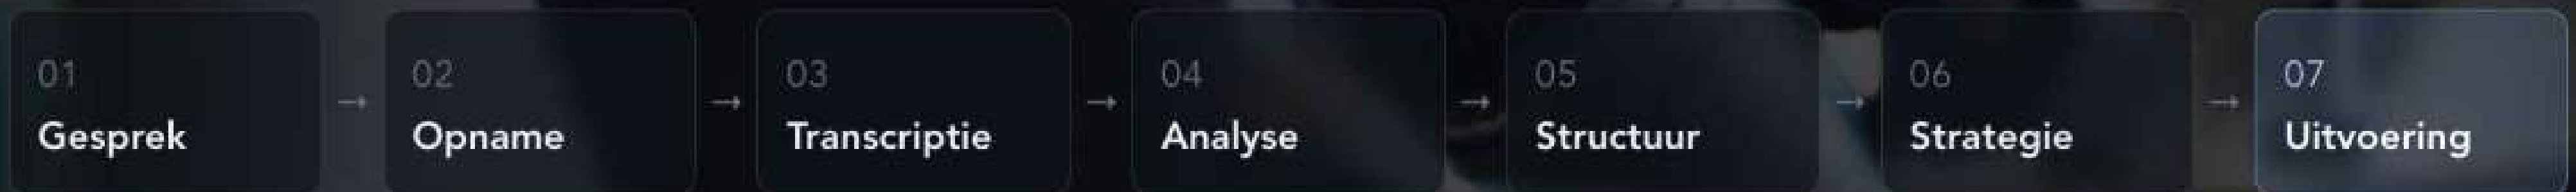 01
Gesprek
→
02
Opname
→
03
Transcriptie
→
04
Analyse
→
05
Structuur
→
06
Strategie
→
07
Uitvoering